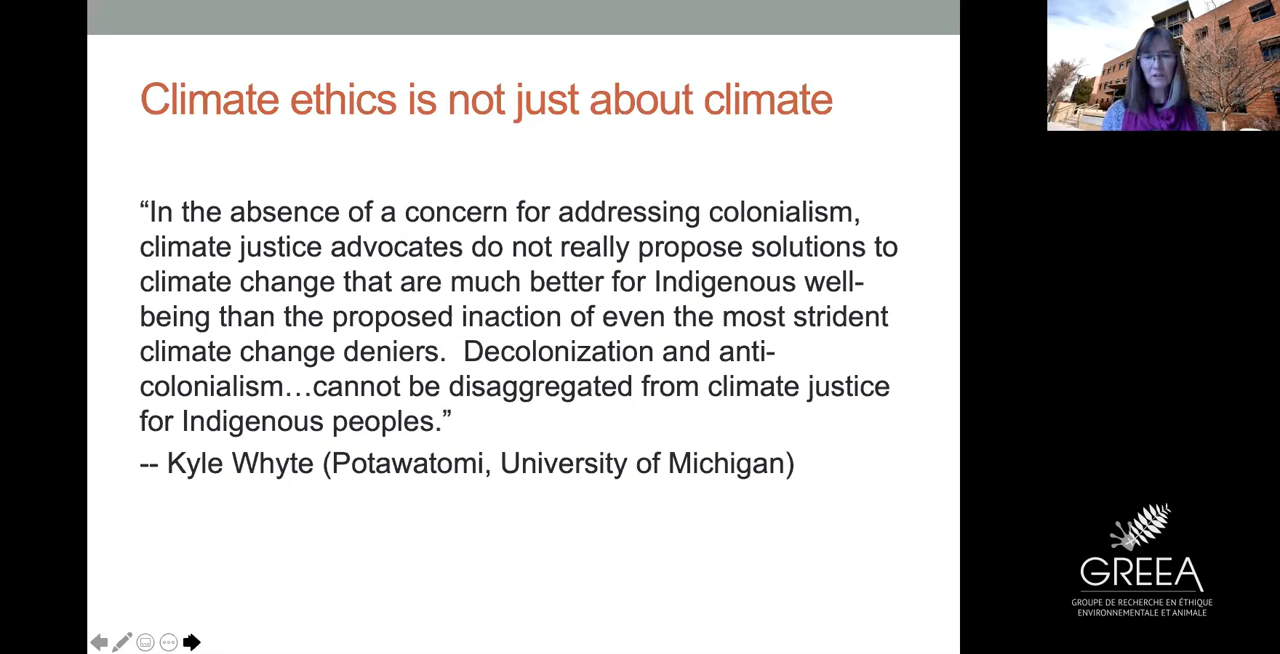 Climate ethics is not just about climate
“In the absence of a concern for addressing colonialism,
climate justice advocates do not really propose solutions to
climate change that are much better for Indigenous well-
being than the proposed inaction of even the most strident
climate change deniers.  Decolonization and anti-
colonialism…cannot be disaggregated from climate justice
for Indigenous peoples.”
-- Kyle Whyte (Potawatomi, University of Michigan)
GREEA
GROUPE DE RECHERCHE EN ÉTHIQUE
ENVIRONNEMENTALE ET ANIMALE